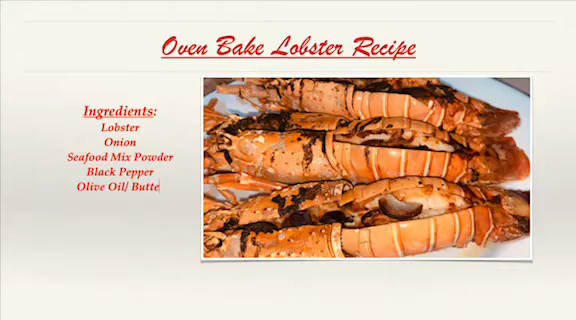 Oven Bake Lobster Recipe
Ingredients:
Lobster
Onion
Seafood Mix Powder
Black Pepper
Olive Oil/ Butte